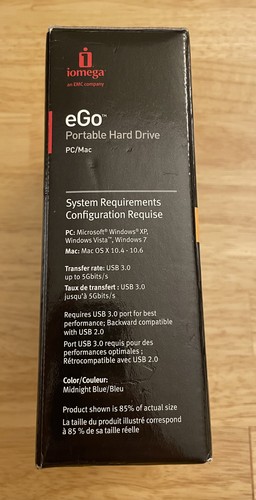 iomega
an EMC company
eGo™
Portable Hard Drive
PC/Mac
System Requirements
Configuration Requise
PC: Microsoft® Windows® XP,
Windows Vista™, Windows 7
Mac: Mac OS X 10.4 - 10.6
Transfer rate: USB 3.0
up to 5Gbits/s
Taux de transfert : USB 3.0
jusqu'à 5Gbits/s
Requires USB 3.0 port for best
performance; Backward compatible
with USB 2.0
Port USB 3.0 requis pour des
performances optimales ;
Rétrocompatible avec USB 2.0
Color/Couleur:
Midnight Blue/Bleu
Product shown is 85% of actual size
La taille du produit illustré correspond
à 85 % de sa taille réelle